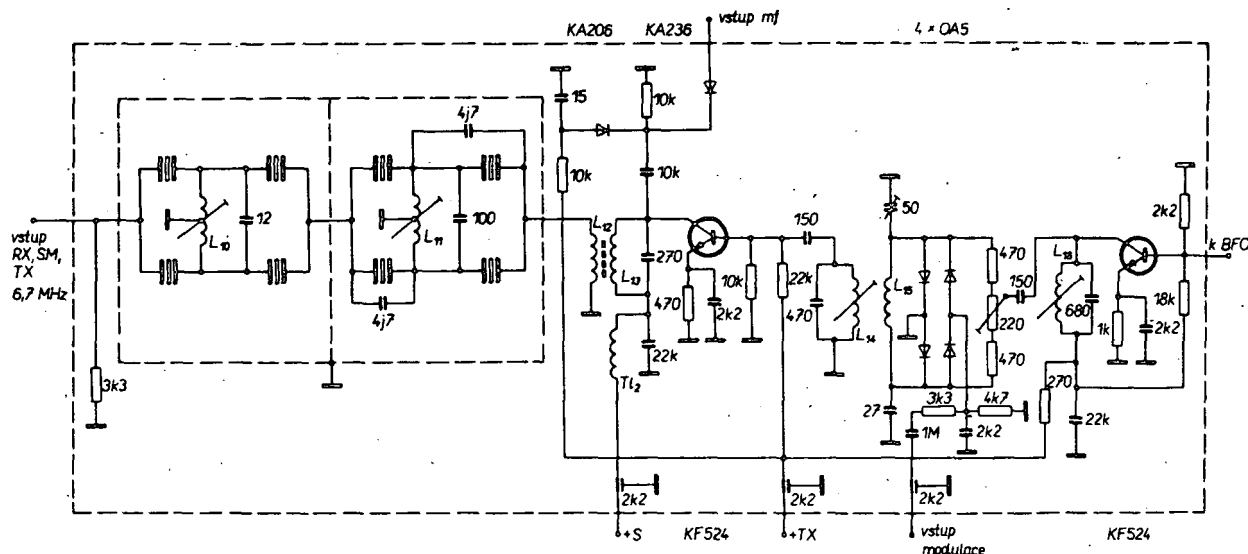 KA206
KA236
vstup mf
4 × OA5
15
10k
4j7
10k
10k
12
L10
100
L11
4j7
vstup
RX, SM,
TX
6,7 MHz
3k3
L12
L13
270
470
2k2
22k
Tl2
10k
22k
150
470
L14
50
L15
27
470
220
470
150
3k3
4k7
1M
2k2
L18
680
1k
2k2
2k2
18k
k BFO
270
22k
2k2
2k2
2k2
+S
KF524
+TX
vstup
modulace
KF524